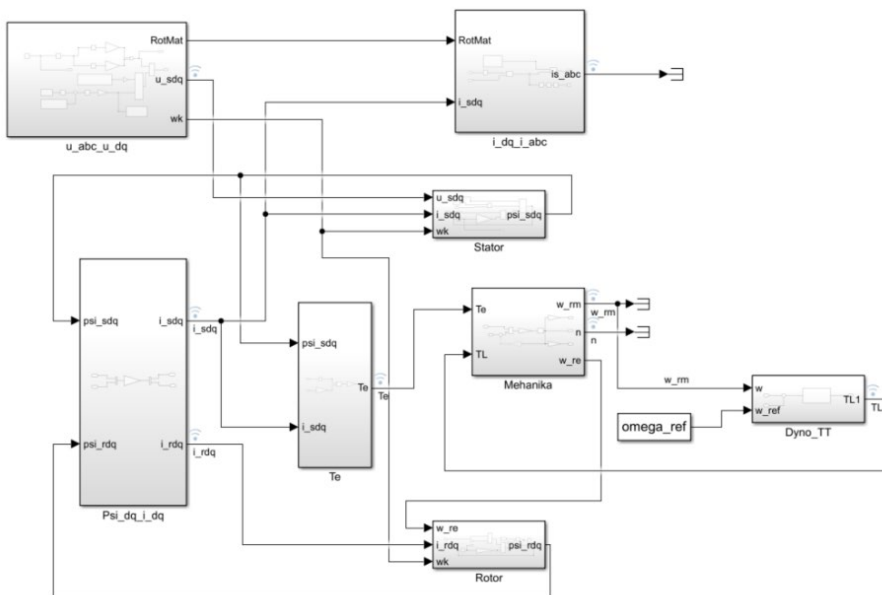 RotMat
u_sdq
wk
u_abc_u_dq
RotMat
i_sdq
is_abc
i_dq_i_abc
u_sdq
i_sdq
wk
psi_sdq
Stator
psi_sdq
psi_rdq
i_sdq
i_sdq
i_rdq
i_rdq
Psi_dq_i_dq
psi_sdq
i_sdq
Te
Te
Te
Te
TL
w_rm
w_rm
n
n
w_re
Mehanika
w_rm
omega_ref
w
w_ref
TL1
TL
Dyno_TT
w_re
i_rdq
wk
psi_rdq
Rotor